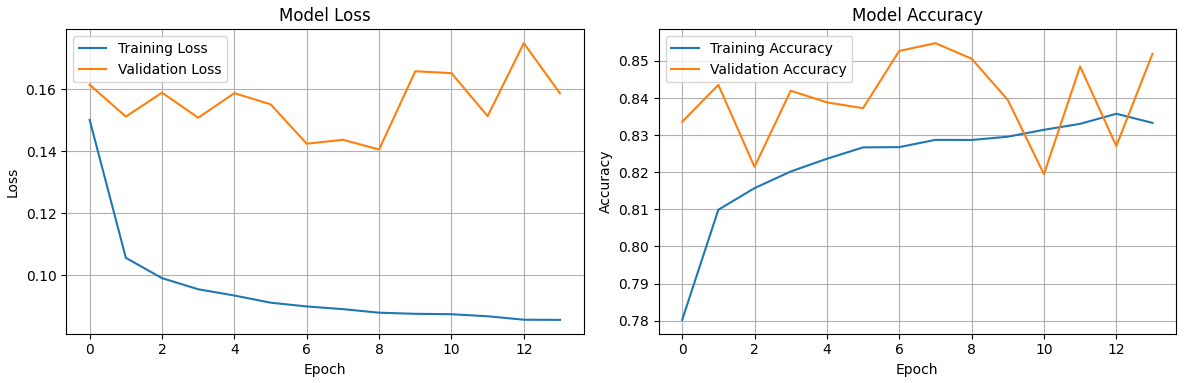 Model Loss
Training Loss
Validation Loss
0.16
0.14
0.12
0.10
Loss
0 2 4 6 8 10 12
Epoch
Model Accuracy
Training Accuracy
Validation Accuracy
0.85
0.84
0.83
0.82
0.81
0.80
0.79
0.78
Accuracy
0 2 4 6 8 10 12
Epoch